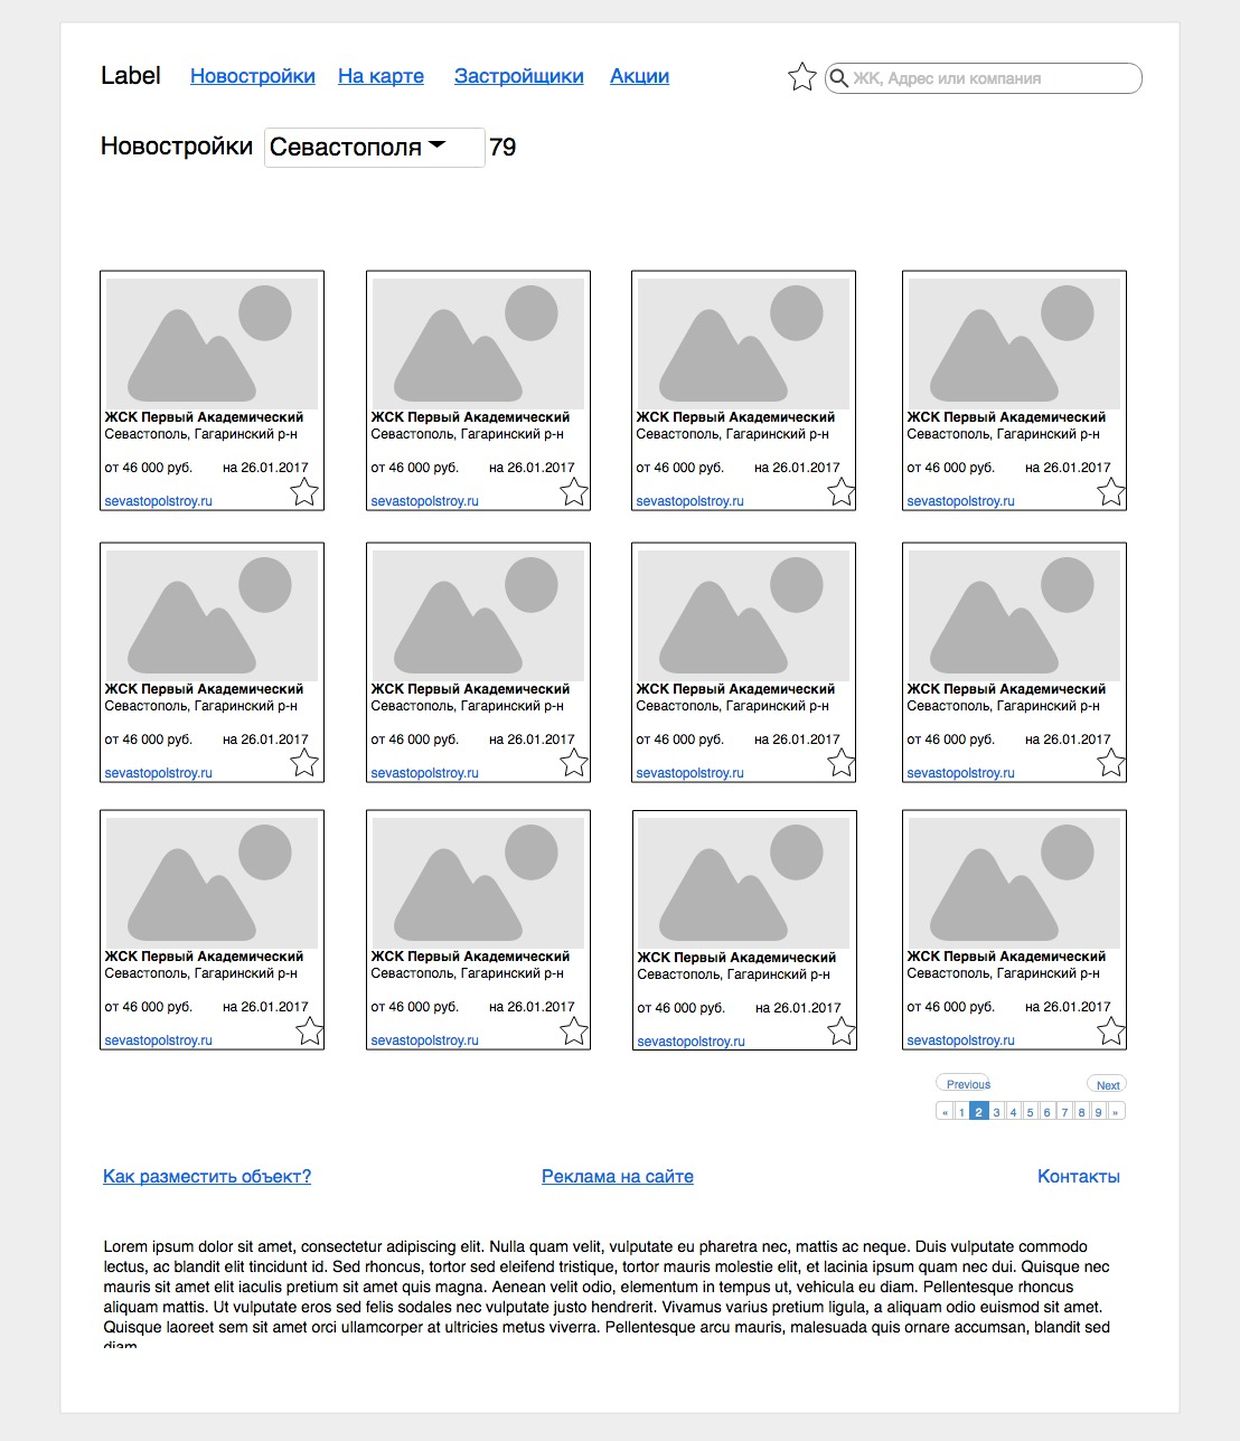 Label Новостройки На карте Застройщики Акции ЖК, Адрес или компания
Новостройки Севастополя 79
ЖСК Первый Академический ЖСК Первый Академический ЖСК Первый Академический ЖСК Первый Академический
Севастополь, Гагаринский р-н Севастополь, Гагаринский р-н Севастополь, Гагаринский р-н Севастополь, Гагаринский р-н
от 46 000 руб. на 26.01.2017 от 46 000 руб. на 26.01.2017 от 46 000 руб. на 26.01.2017 от 46 000 руб. на 26.01.2017
sevastopolstroy.ru sevastopolstroy.ru sevastopolstroy.ru sevastopolstroy.ru
ЖСК Первый Академический ЖСК Первый Академический ЖСК Первый Академический ЖСК Первый Академический
Севастополь, Гагаринский р-н Севастополь, Гагаринский р-н Севастополь, Гагаринский р-н Севастополь, Гагаринский р-н
от 46 000 руб. на 26.01.2017 от 46 000 руб. на 26.01.2017 от 46 000 руб. на 26.01.2017 от 46 000 руб. на 26.01.2017
sevastopolstroy.ru sevastopolstroy.ru sevastopolstroy.ru sevastopolstroy.ru
ЖСК Первый Академический ЖСК Первый Академический ЖСК Первый Академический ЖСК Первый Академический
Севастополь, Гагаринский р-н Севастополь, Гагаринский р-н Севастополь, Гагаринский р-н Севастополь, Гагаринский р-н
от 46 000 руб. на 26.01.2017 от 46 000 руб. на 26.01.2017 от 46 000 руб. на 26.01.2017 от 46 000 руб. на 26.01.2017
sevastopolstroy.ru sevastopolstroy.ru sevastopolstroy.ru sevastopolstroy.ru
Previous Next
« 1 2 3 4 5 6 7 8 9 »
Как разместить объект? Реклама на сайте Контакты
Lorem ipsum dolor sit amet, consectetur adipiscing elit. Nulla quam velit, vulputate eu pharetra nec, mattis ac neque. Duis vulputate commodo
lectus, ac blandit elit tincidunt id. Sed rhoncus, tortor sed eleifend tristique, tortor mauris molestie elit, et lacinia ipsum quam nec dui. Quisque nec
mauris sit amet elit iaculis pretium sit amet quis magna. Aenean velit odio, elementum in tempus ut, vehicula eu diam. Pellentesque rhoncus
aliquam mattis. Ut vulputate eros sed felis sodales nec vulputate justo hendrerit. Vivamus varius pretium ligula, a aliquam odio euismod sit amet.
Quisque laoreet sem sit amet orci ullamcorper at ultricies metus viverra. Pellentesque arcu mauris, malesuada quis ornare accumsan, blandit sed
diam